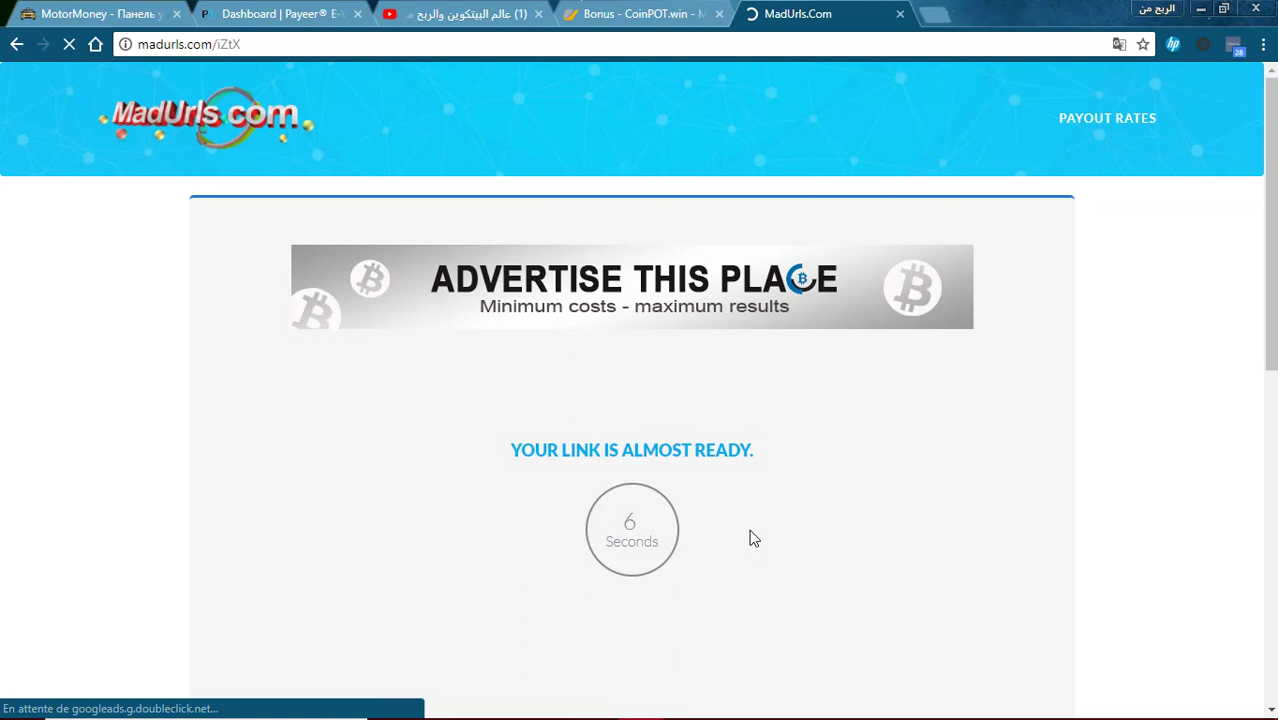 MotorMoney - Панель у
Dashboard | Payeer® E-W
(1) عالم البيتكوين والربح م
Bonus - CoinPOT.win - M
MadUrls.Com
الربح من
madurls.com/iZtX
hp
28
MadUrls.com
PAYOUT RATES
ADVERTISE THIS PLACE
Minimum costs - maximum results
YOUR LINK IS ALMOST READY.
6
Seconds
En attente de googleads.g.doubleclick.net...